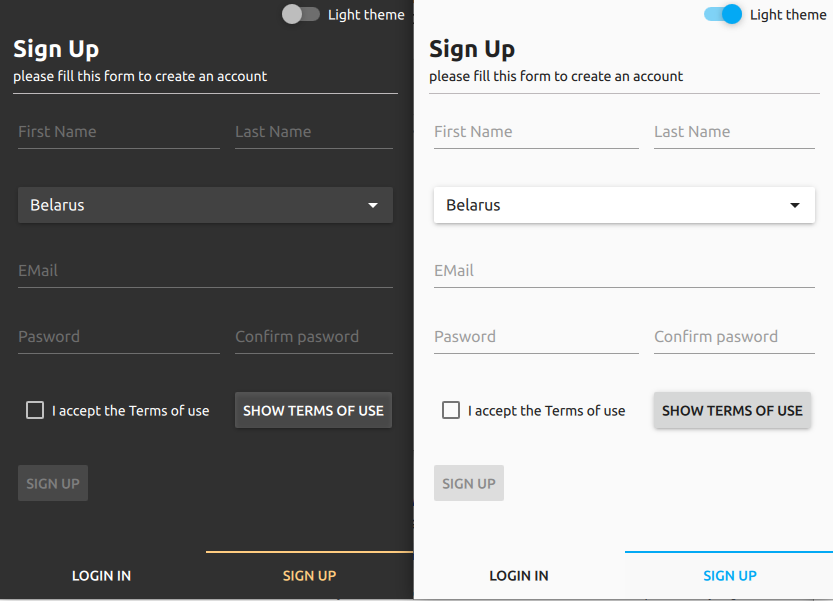 Light theme
Sign Up
please fill this form to create an account
First Name Last Name
Belarus
EMail
Pasword Confirm pasword
I accept the Terms of use SHOW TERMS OF USE
SIGN UP
LOGIN IN SIGN UP
Light theme
Sign Up
please fill this form to create an account
First Name Last Name
Belarus
EMail
Pasword Confirm pasword
I accept the Terms of use SHOW TERMS OF USE
SIGN UP
LOGIN IN SIGN UP